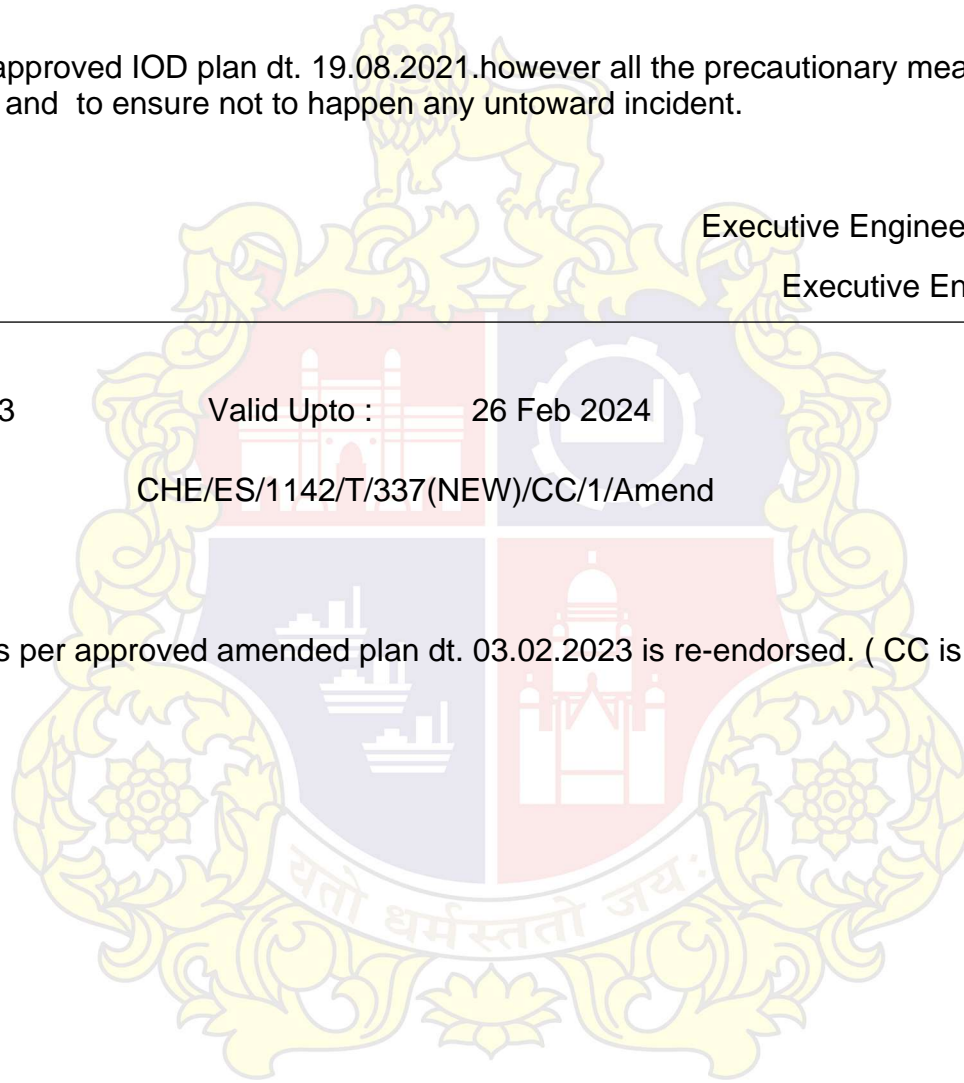 approved IOD plan dt. 19.08.2021.however all the precautionary mea
and to ensure not to happen any untoward incident.
Executive Enginee
Executive En
3 Valid Upto : 26 Feb 2024
CHE/ES/1142/T/337(NEW)/CC/1/Amend
s per approved amended plan dt. 03.02.2023 is re-endorsed. ( CC is
यतो धर्मस्ततो जय: